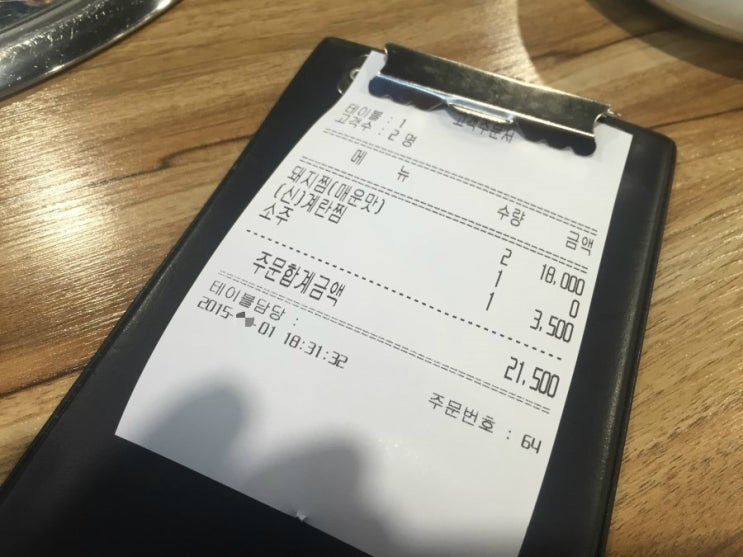 고객주문서
테이블 : 1
고객수 : 2 명
메 뉴 수량 금액
돼지찜(매운맛) 2 18,000
(신)계란찜 1 0
소주 1 3,500
주문합계금액 21,500
테이블담당 :
2015- -01 18:31:32
주문번호 : 64